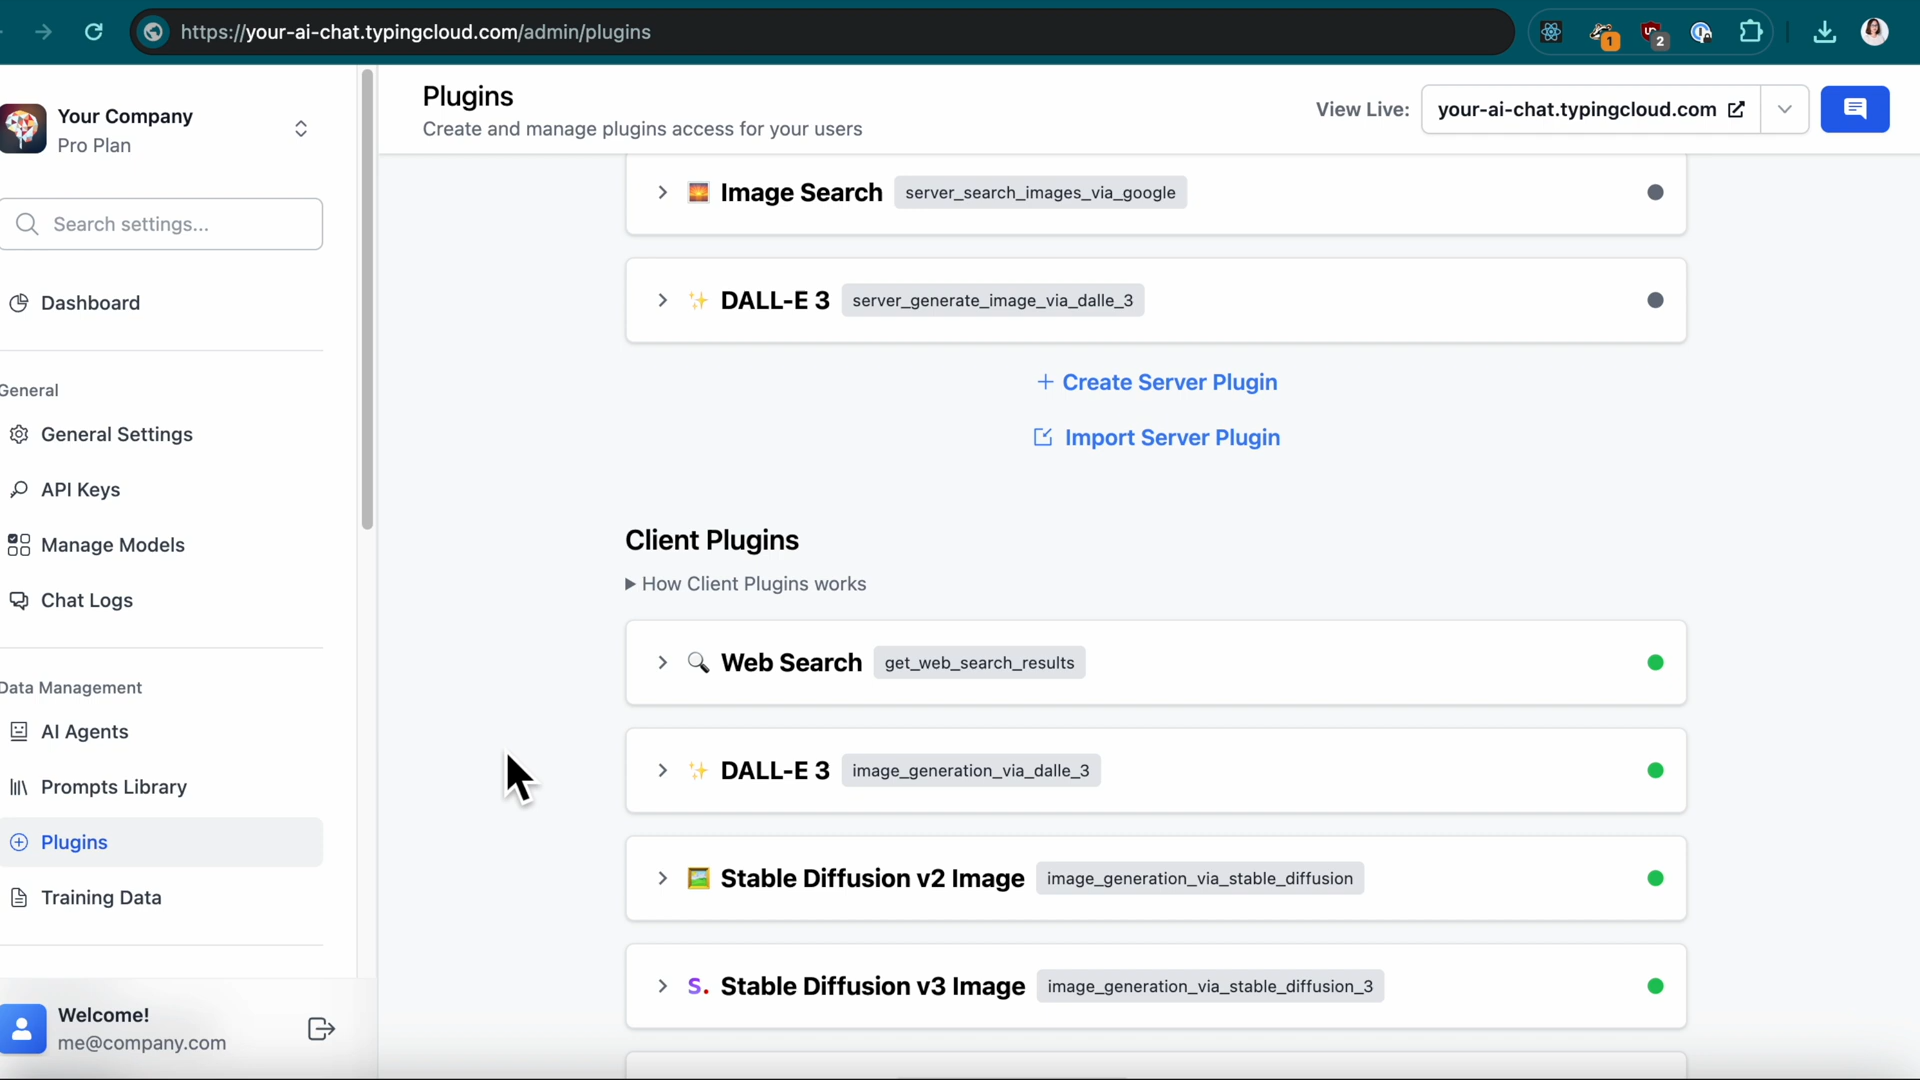 https://your-ai-chat.typingcloud.com/admin/plugins
1
2
Your Company
Pro Plan
Search settings...
Dashboard
General
General Settings
API Keys
Manage Models
Chat Logs
Data Management
AI Agents
Prompts Library
Plugins
Training Data
Welcome!
me@company.com
Plugins
Create and manage plugins access for your users
View Live:
your-ai-chat.typingcloud.com
Image Search server_search_images_via_google
DALL-E 3 server_generate_image_via_dalle_3
+ Create Server Plugin
Import Server Plugin
Client Plugins
How Client Plugins works
Web Search get_web_search_results
DALL-E 3 image_generation_via_dalle_3
Stable Diffusion v2 Image image_generation_via_stable_diffusion
S. Stable Diffusion v3 Image image_generation_via_stable_diffusion_3